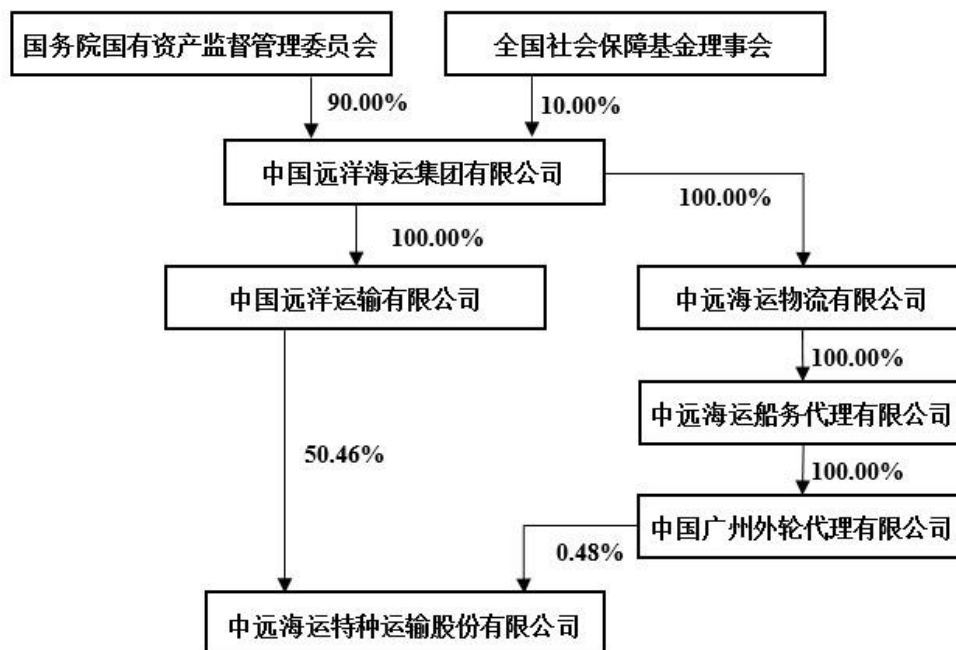 国务院国有资产监督管理委员会
全国社会保障基金理事会
90.00%
10.00%
中国远洋海运集团有限公司
100.00%
100.00%
中国远洋运输有限公司
中远海运物流有限公司
100.00%
中远海运船务代理有限公司
50.46%
100.00%
中国广州外轮代理有限公司
0.48%
中远海运特种运输股份有限公司